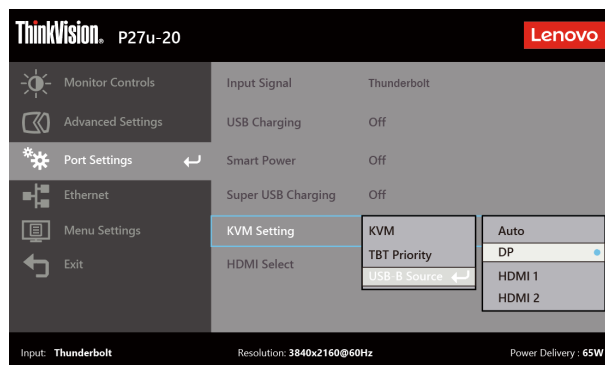 ThinkVision® P27u-20 Lenovo
Monitor Controls Input Signal Thunderbolt
Advanced Settings USB Charging Off
Port Settings Smart Power Off
Ethernet Super USB Charging Off
Menu Settings KVM Setting KVM Auto
TBT Priority DP
Exit HDMI Select USB-B Source HDMI 1
HDMI 2
Input: Thunderbolt Resolution: 3840x2160@60Hz Power Delivery : 65W